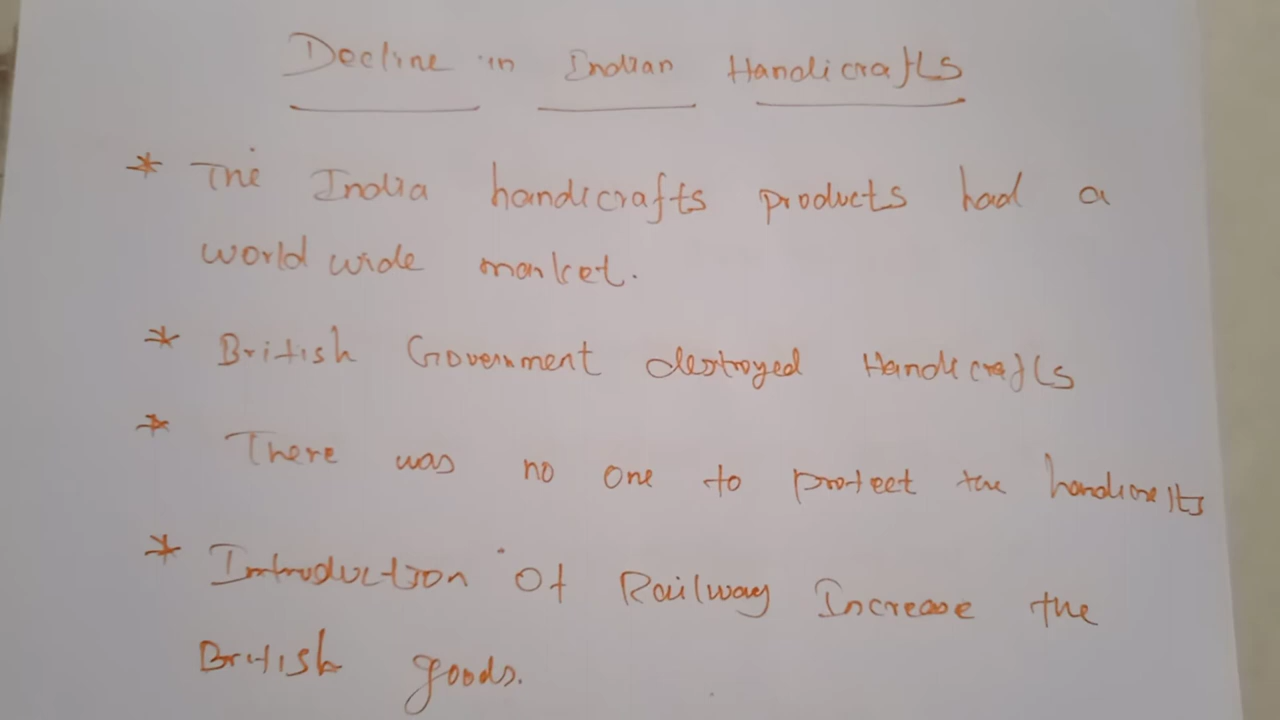 Decline in Indian Handicrafts
* The India handicrafts products had a
world wide market.
* British Government destroyed Handicrafts
* There was no one to protect the handicrafts
* Introduction Of Railway Increase the
British goods.